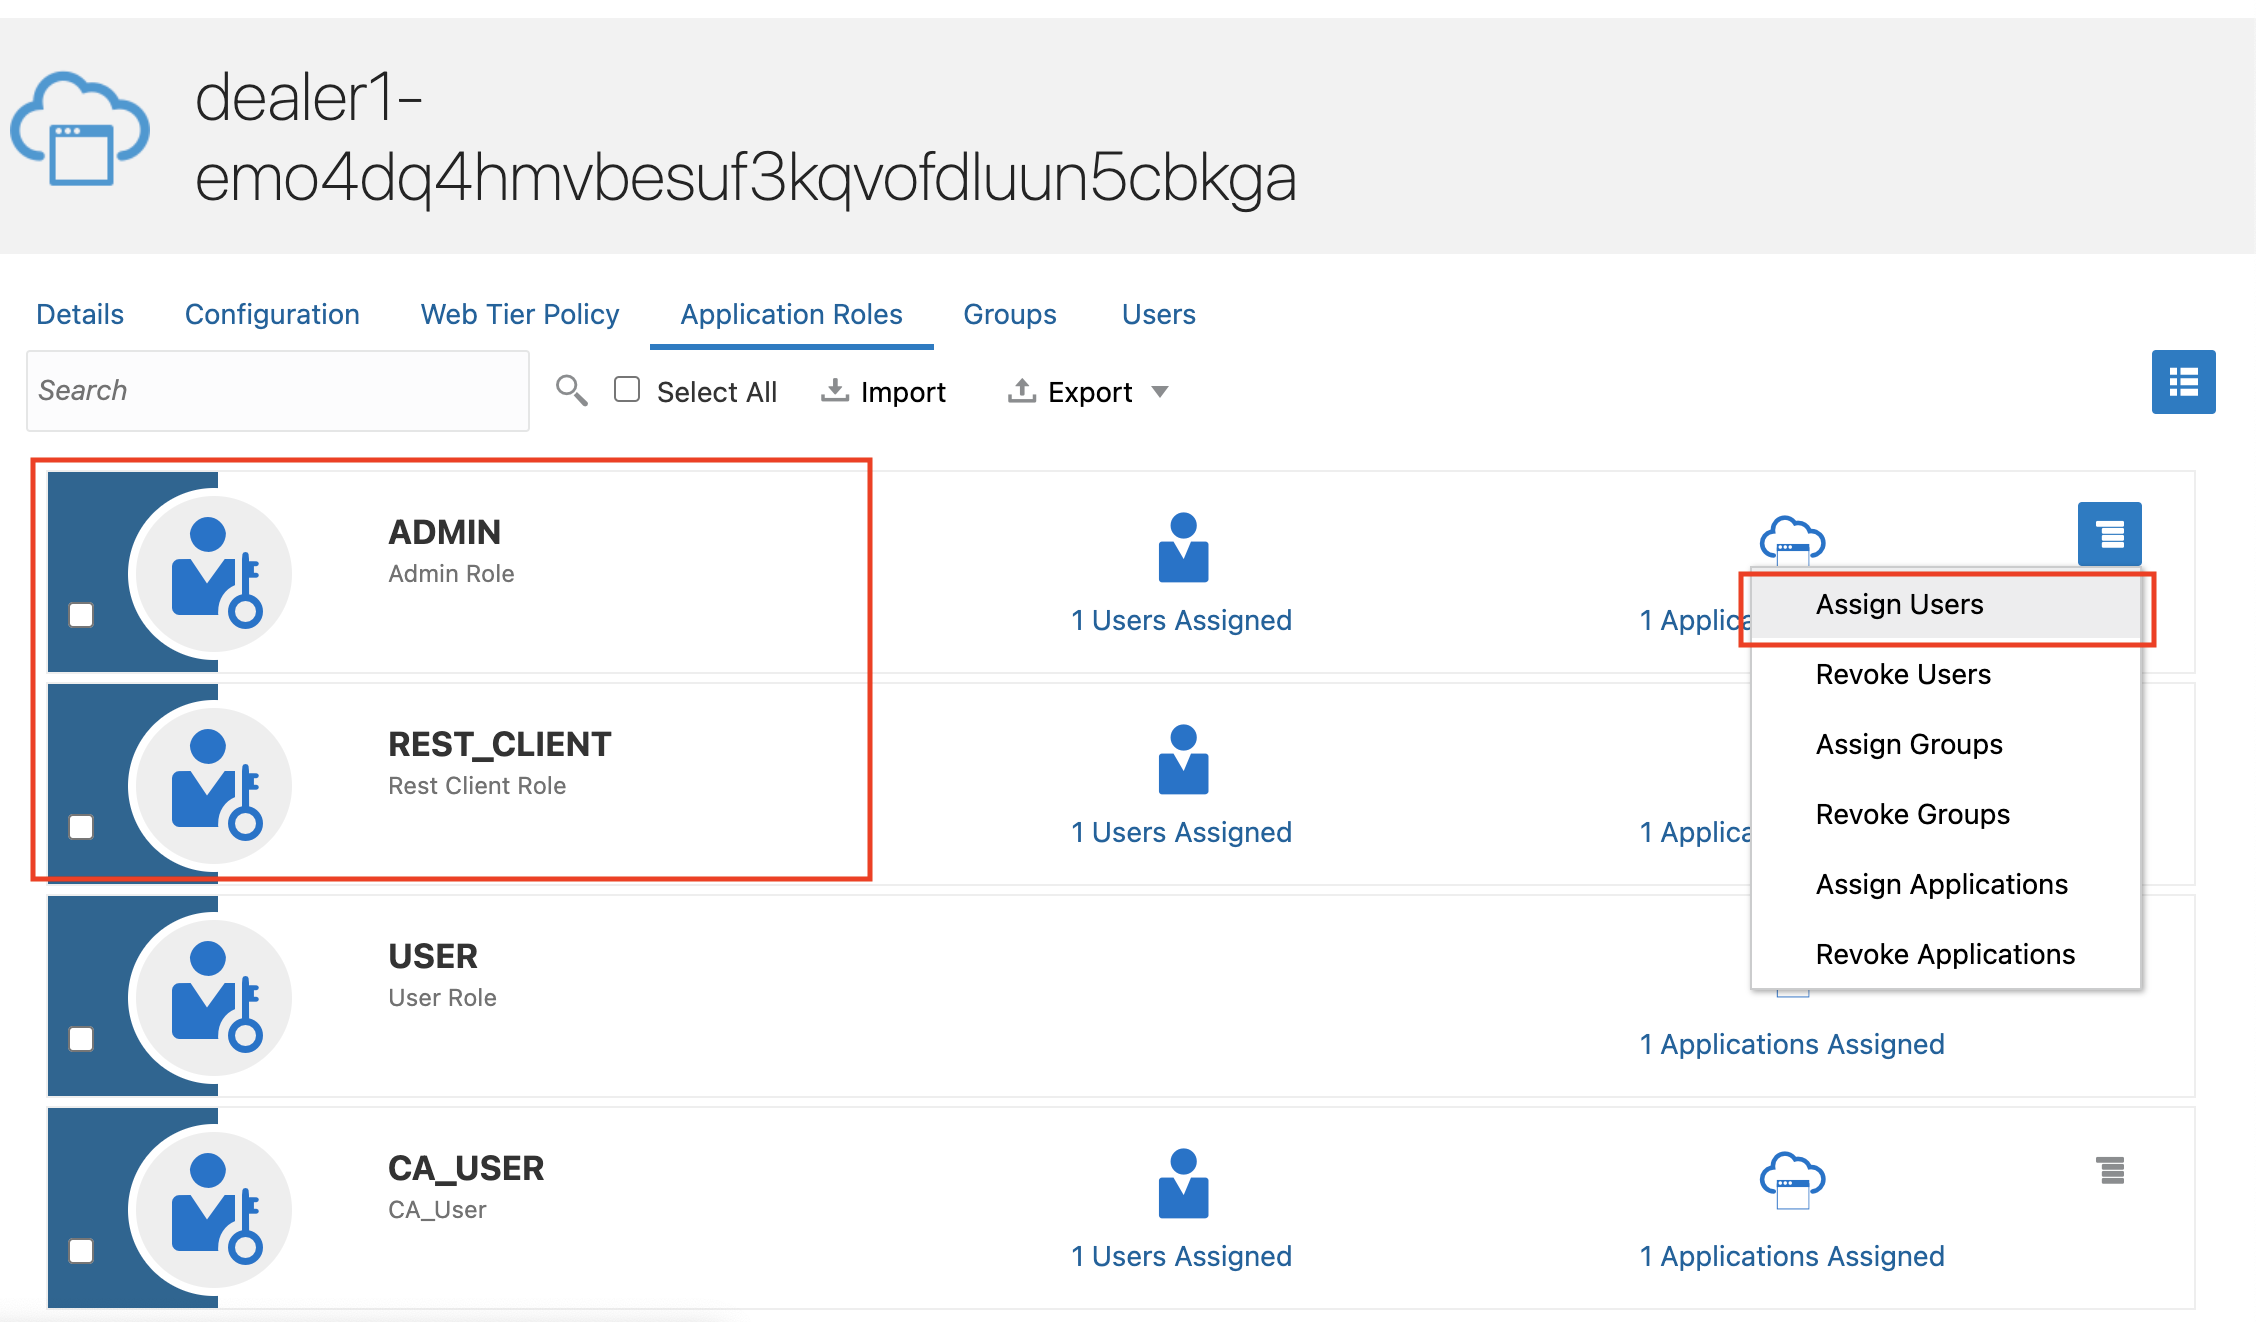 dealer1-
emo4dq4hmvbesuf3kqvofdluun5cbkga
Details Configuration Web Tier Policy Application Roles Groups Users
Search Select All Import Export
ADMIN
Admin Role
1 Users Assigned 1 Applica
Assign Users
Revoke Users
Assign Groups
Revoke Groups
Assign Applications
Revoke Applications
REST_CLIENT
Rest Client Role
1 Users Assigned 1 Applica
USER
User Role
1 Applications Assigned
CA_USER
CA_User
1 Users Assigned 1 Applications Assigned